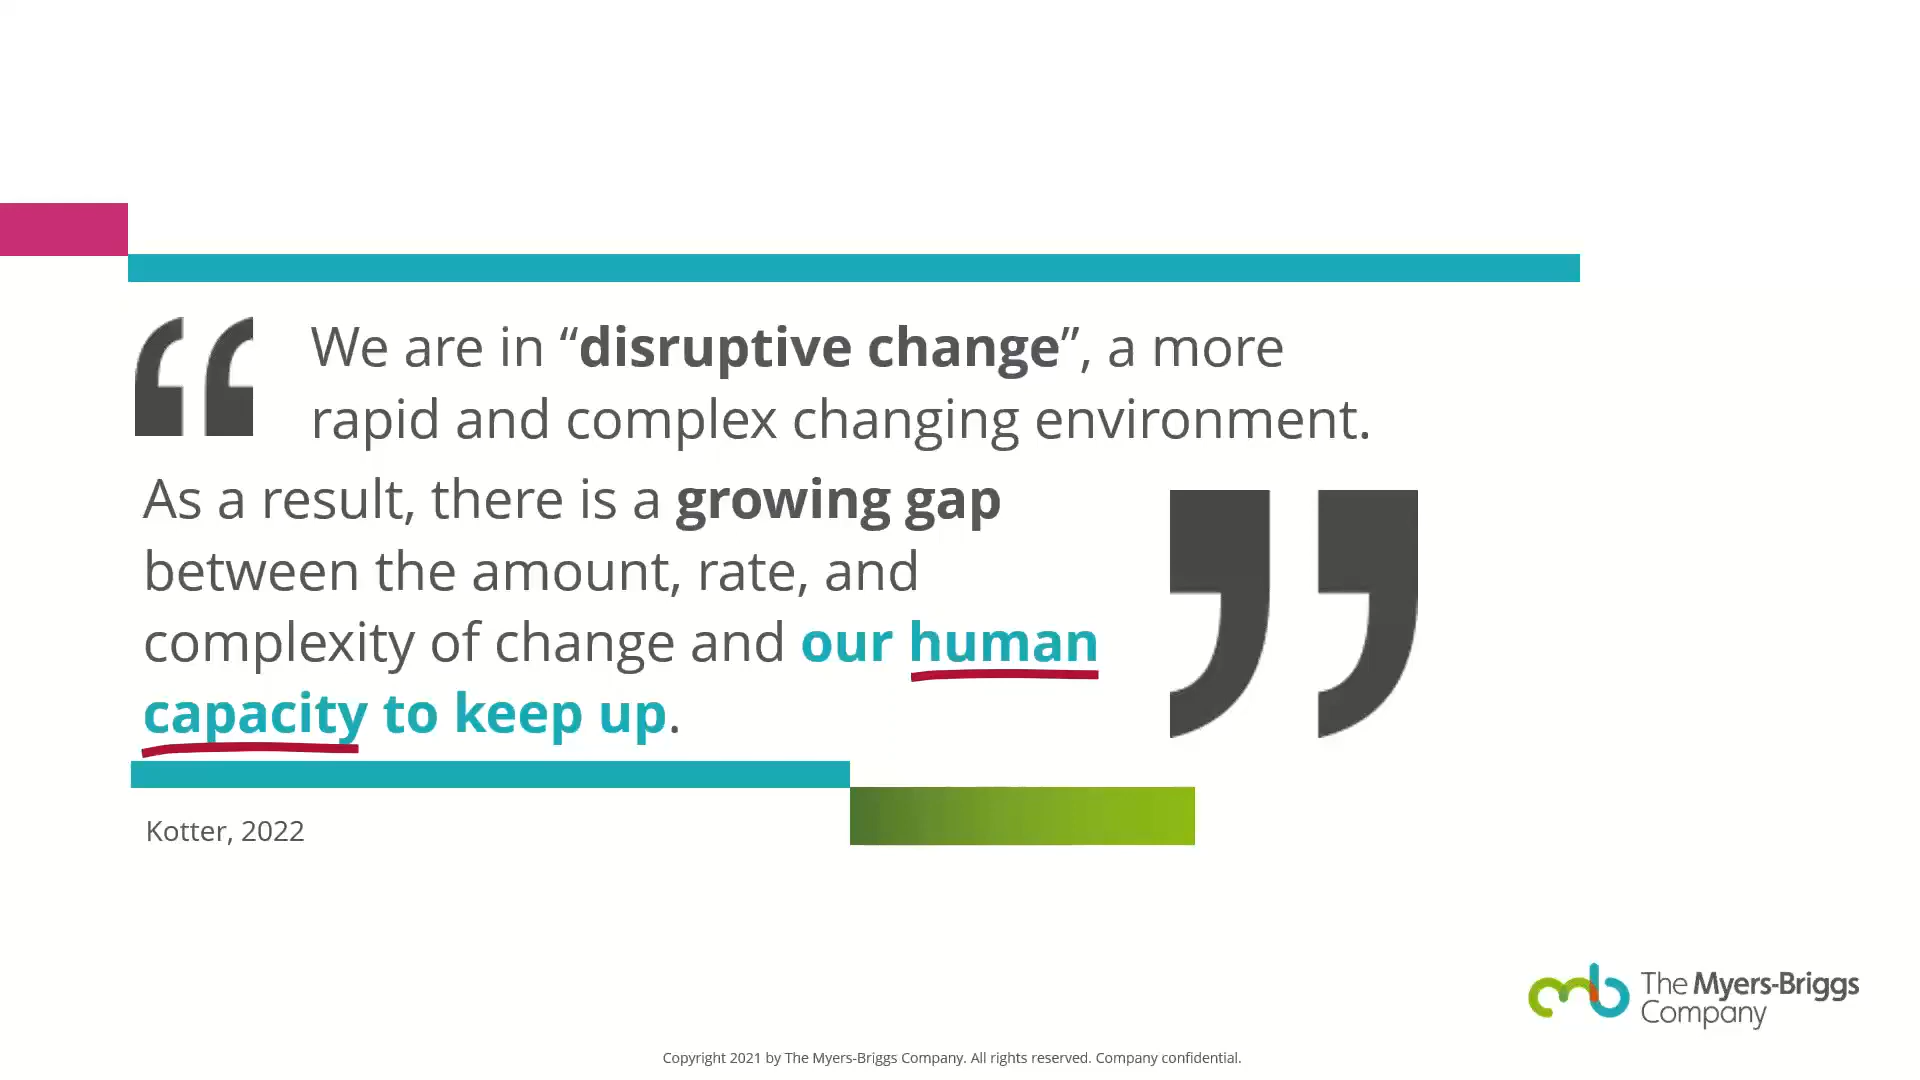 We are in “disruptive change”, a more
rapid and complex changing environment.
As a result, there is a growing gap
between the amount, rate, and
complexity of change and our human
capacity to keep up.
Kotter, 2022
The Myers-Briggs
Company
Copyright 2021 by The Myers-Briggs Company. All rights reserved. Company confidential.